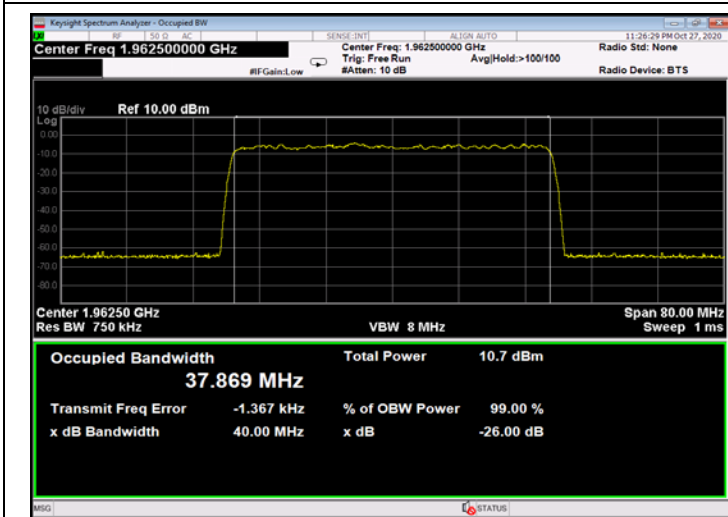 Keysight Spectrum Analyzer - Occupied BW
LXI RF 50 Ω AC SENSE:INT ALIGN AUTO 11:26:29 PM Oct 27, 2020
Center Freq 1.962500000 GHz Center Freq: 1.962500000 GHz Radio Std: None
Trig: Free Run Avg|Hold:>100/100
#IFGain:Low #Atten: 10 dB Radio Device: BTS
10 dB/div Ref 10.00 dBm
Log
0.00
-10.0
-20.0
-30.0
-40.0
-50.0
-60.0
-70.0
-80.0
Center 1.96250 GHz Span 80.00 MHz
Res BW 750 kHz VBW 8 MHz Sweep 1 ms
Occupied Bandwidth Total Power 10.7 dBm
37.869 MHz
Transmit Freq Error -1.367 kHz % of OBW Power 99.00 %
x dB Bandwidth 40.00 MHz x dB -26.00 dB
MSG STATUS